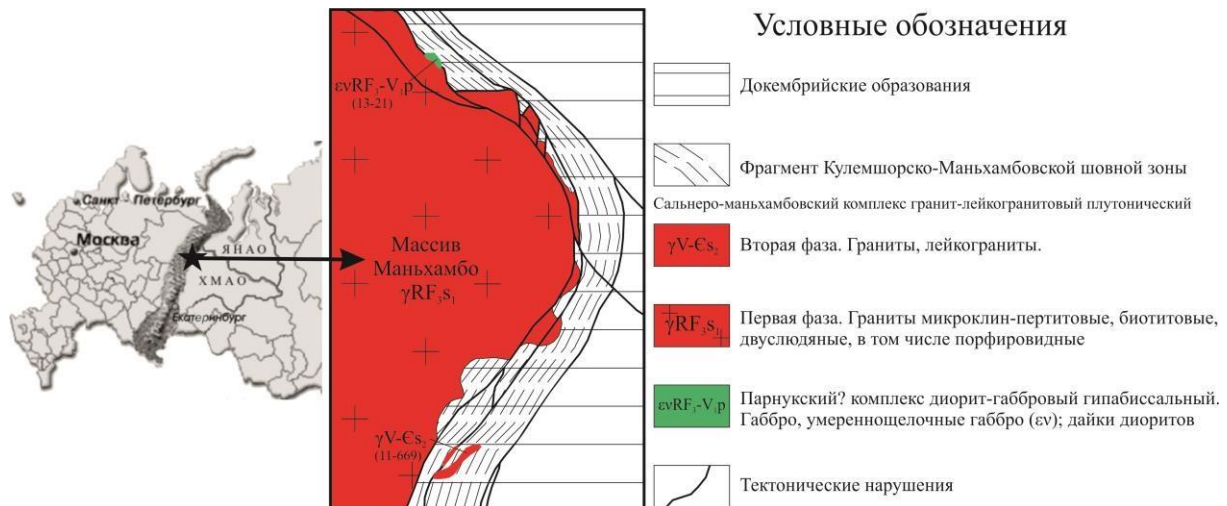 Санкт-Петербург
Москва
ЯНАО
ХМАО
Екатеринбург
ενRF₃-V₁p
(13-21)
Массив
Маньхамбо
γRF₃s₁
γV-Єs₂
(11-669)
Условные обозначения
Докембрийские образования
Фрагмент Кулемшорско-Маньхамбовской шовной зоны
Сальнеро-маньхамбовский комплекс гранит-лейкогранитовый плутонический
γV-Єs₂
Вторая фаза. Граниты, лейкограниты.
γRF₃s₁
Первая фаза. Граниты микроклин-пертитовые, биотитовые,
двуслюдяные, в том числе порфировидные
ενRF₃-V₁p
Парнукский? комплекс диорит-габбровый гипабиссальный.
Габбро, умереннощелочные габбро (εν); дайки диоритов
Тектонические нарушения